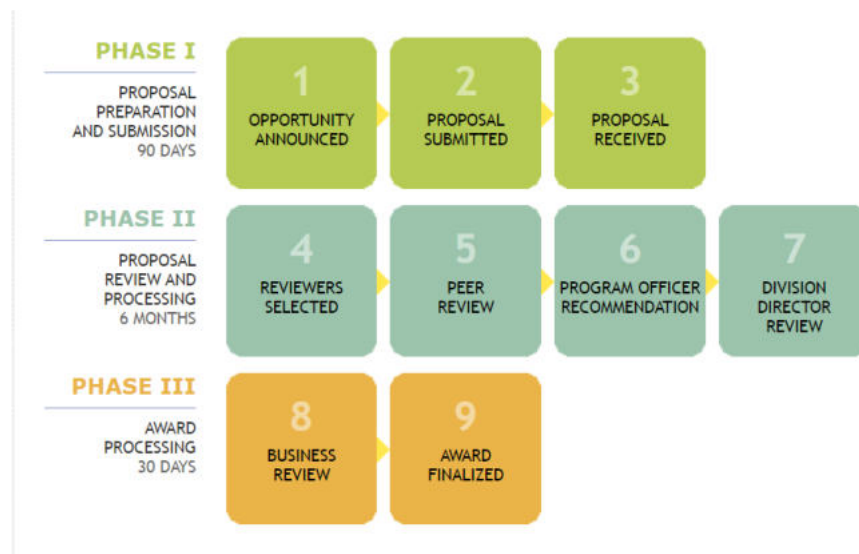 PHASE I
PROPOSAL
PREPARATION
AND SUBMISSION
90 DAYS
1
OPPORTUNITY
ANNOUNCED
2
PROPOSAL
SUBMITTED
3
PROPOSAL
RECEIVED
PHASE II
PROPOSAL
REVIEW AND
PROCESSING
6 MONTHS
4
REVIEWERS
SELECTED
5
PEER
REVIEW
6
PROGRAM OFFICER
RECOMMENDATION
7
DIVISION
DIRECTOR
REVIEW
PHASE III
AWARD
PROCESSING
30 DAYS
8
BUSINESS
REVIEW
9
AWARD
FINALIZED